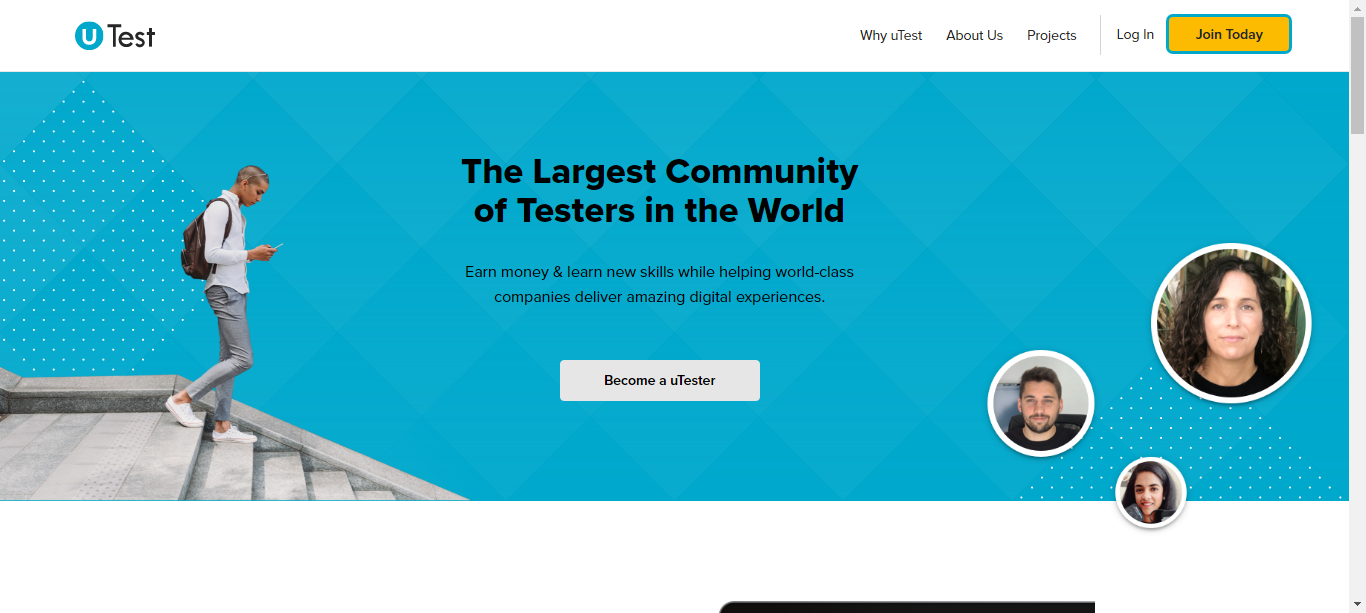 u Test
Why uTest
About Us
Projects
Log In
Join Today
The Largest Community
of Testers in the World
Earn money & learn new skills while helping world-class
companies deliver amazing digital experiences.
Become a uTester